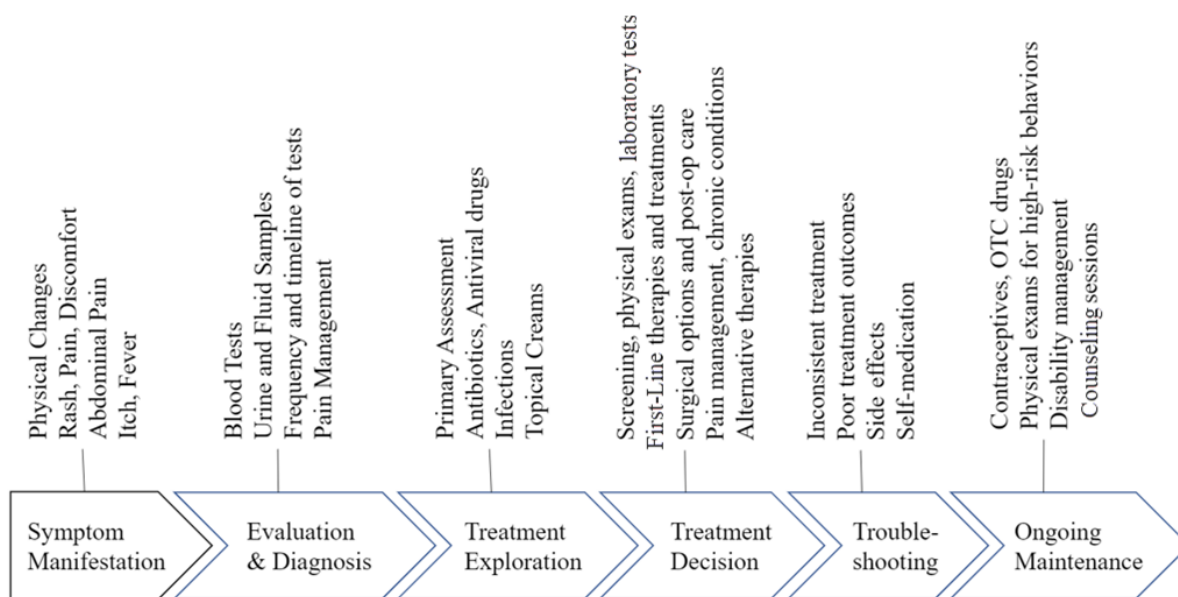 Physical Changes
Rash, Pain, Discomfort
Abdominal Pain
Itch, Fever
Blood Tests
Urine and Fluid Samples
Frequency and timeline of tests
Pain Management
Primary Assessment
Antibiotics, Antiviral drugs
Infections
Topical Creams
Screening, physical exams, laboratory tests
First-Line therapies and treatments
Surgical options and post-op care
Pain management, chronic conditions
Alternative therapies
Inconsistent treatment
Poor treatment outcomes
Side effects
Self-medication
Contraceptives, OTC drugs
Physical exams for high-risk behaviors
Disability management
Counseling sessions
Symptom
Manifestation
Evaluation
& Diagnosis
Treatment
Exploration
Treatment
Decision
Trouble-
shooting
Ongoing
Maintenance